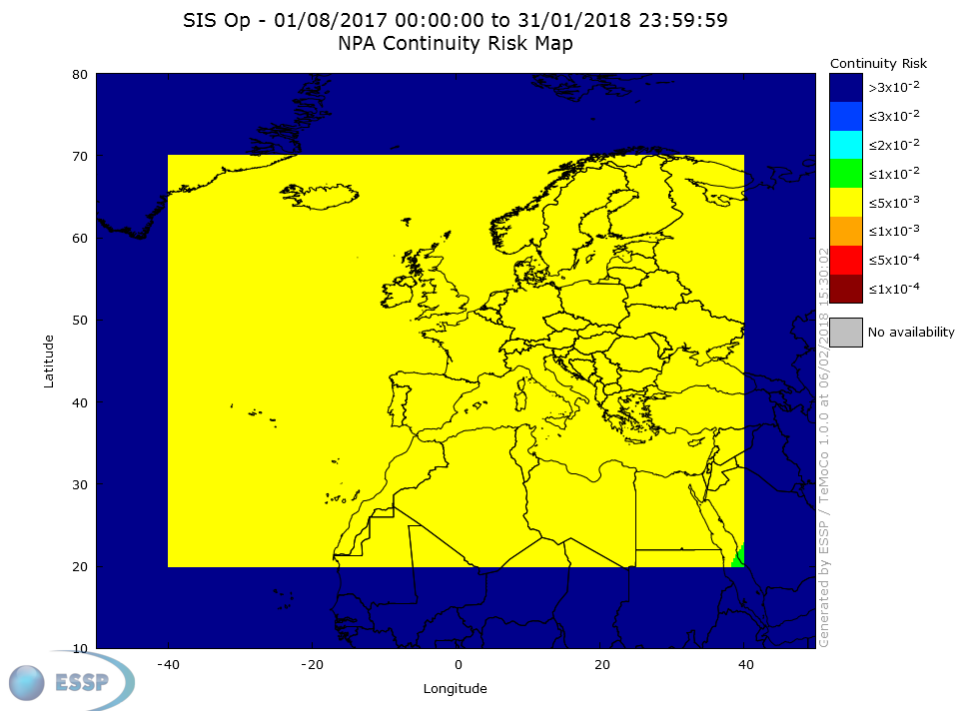 SIS Op - 01/08/2017 00:00:00 to 31/01/2018 23:59:59
NPA Continuity Risk Map
Continuity Risk
>3x10-2
≤3x10-2
≤2x10-2
≤1x10-2
≤5x10-3
≤1x10-3
≤5x10-4
≤1x10-4
No availability
80
70
60
50
40
30
20
10
Latitude
-40
-20
0
20
40
Longitude
Generated by ESSP / TeMoCo 1.0.0 at 06/02/2018 15:30:02
ESSP